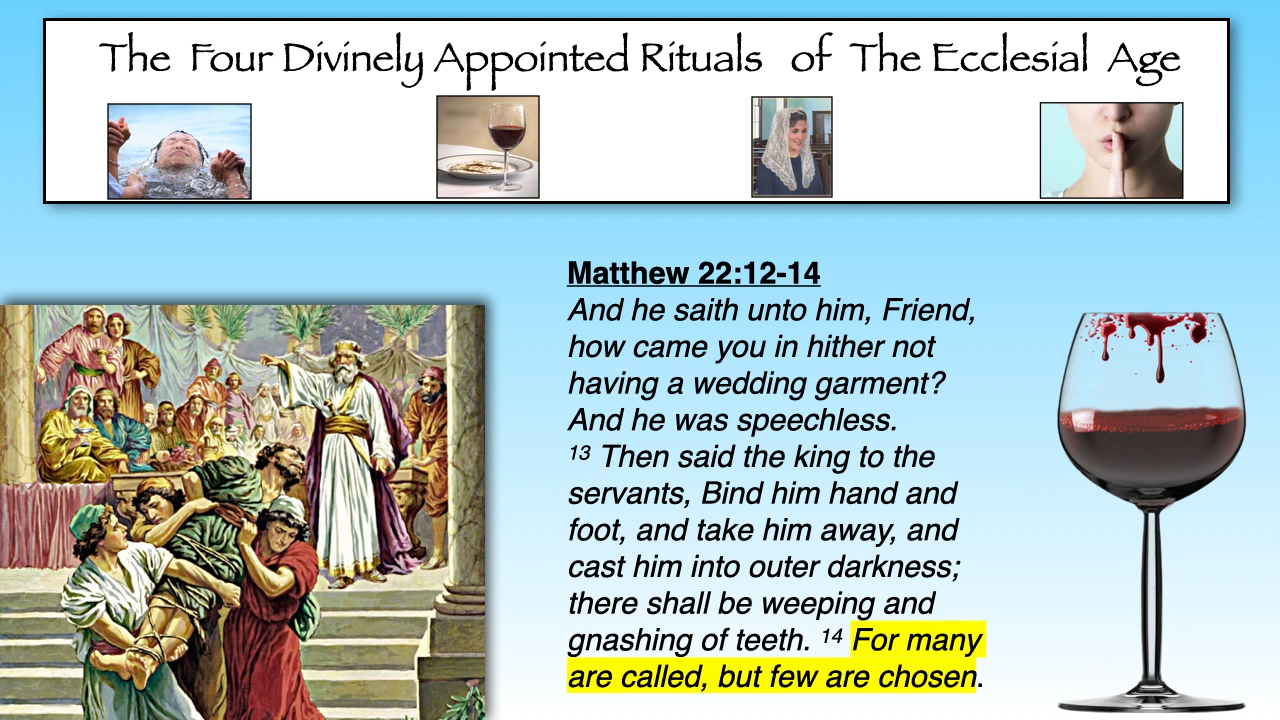 The Four Divinely Appointed Rituals of The Ecclesial Age
Matthew 22:12-14
And he saith unto him, Friend,
how came you in hither not
having a wedding garment?
And he was speechless.
13 Then said the king to the
servants, Bind him hand and
foot, and take him away, and
cast him into outer darkness;
there shall be weeping and
gnashing of teeth. 14 For many
are called, but few are chosen.